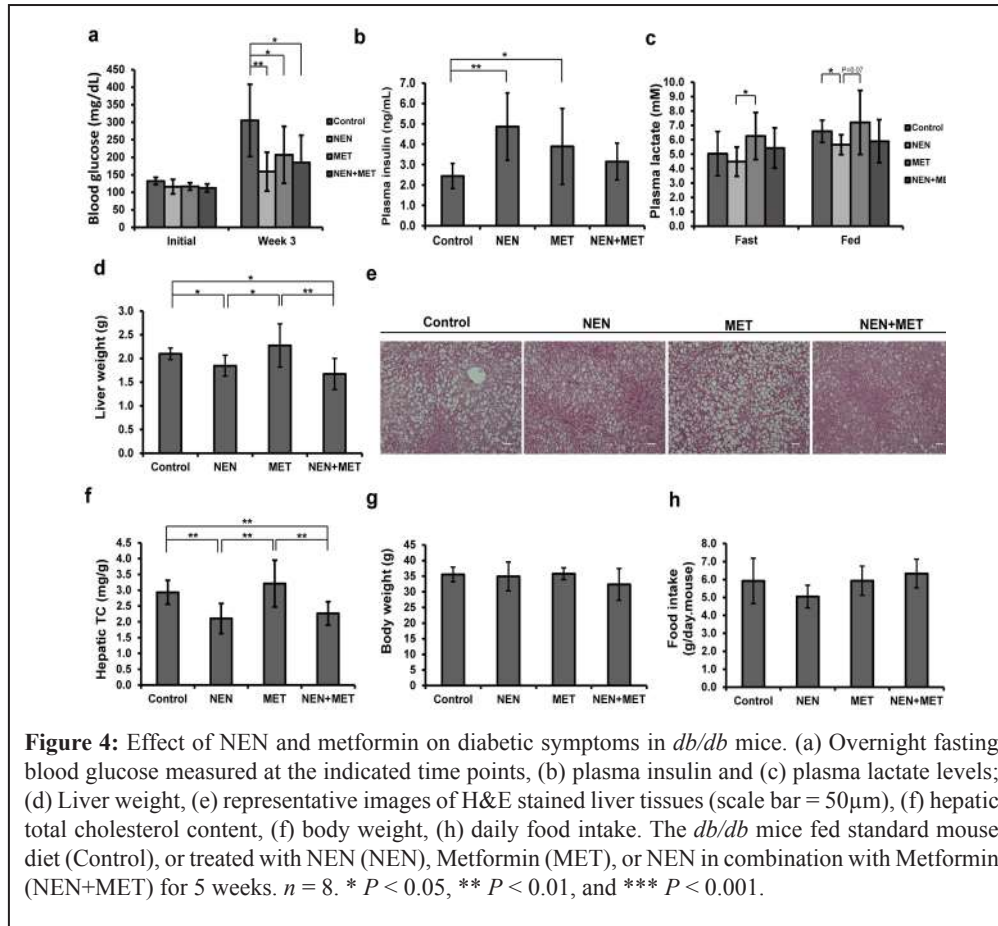 a
b
c
*
*
**
Blood glucose (mg/dL)
450
400
350
300
250
200
150
100
50
0
Initial
Week 3
Control
NEN
MET
NEN+MET
*
**
Plasma insulin (ng/mL)
7.0
6.0
5.0
4.0
3.0
2.0
1.0
0.0
Control
NEN
MET
NEN+MET
*
*
P=0.07
Plasma lactate (mM)
10.0
9.0
8.0
7.0
6.0
5.0
4.0
3.0
2.0
1.0
0.0
Fast
Fed
Control
NEN
MET
NEN+ME
d
*
*
*
**
Liver weight (g)
3.0
2.5
2.0
1.5
1.0
0.5
0.0
Control
NEN
MET
NEN+MET
e
Control
NEN
MET
NEN+MET
f
**
**
**
**
Hepatic TC (mg/g)
4.5
4.0
3.5
3.0
2.5
2.0
1.5
1.0
0.5
0.0
Control
NEN
MET
NEN+MET
g
Body weight (g)
45
40
35
30
25
20
15
10
5
0
Control
NEN
MET
NEN+MET
h
Food intake
(g/day.mouse)
8.0
7.0
6.0
5.0
4.0
3.0
2.0
1.0
0.0
Control
NEN
MET
NEN+MET
Figure 4: Effect of NEN and metformin on diabetic symptoms in db/db mice. (a) Overnight fasting
blood glucose measured at the indicated time points, (b) plasma insulin and (c) plasma lactate levels;
(d) Liver weight, (e) representative images of H&E stained liver tissues (scale bar = 50μm), (f) hepatic
total cholesterol content, (f) body weight, (h) daily food intake. The db/db mice fed standard mouse
diet (Control), or treated with NEN (NEN), Metformin (MET), or NEN in combination with Metformin
(NEN+MET) for 5 weeks. n = 8. * P < 0.05, ** P < 0.01, and *** P < 0.001.